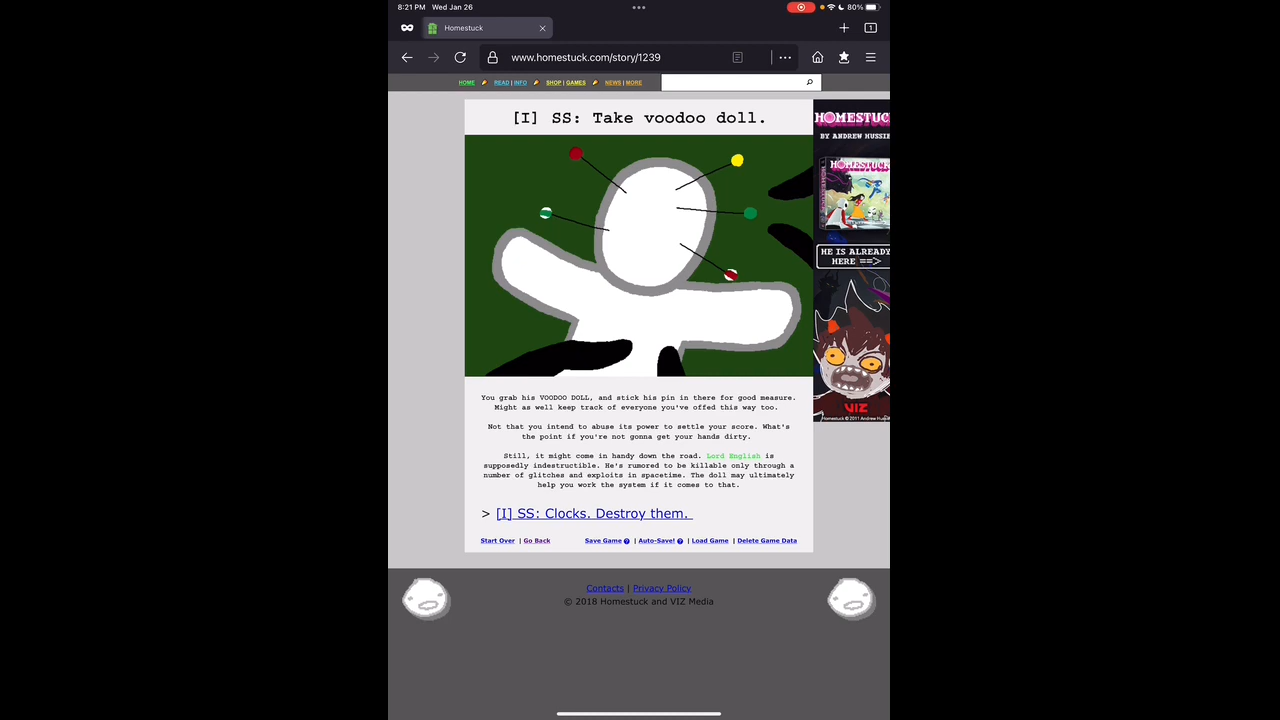 8:21 PM Wed Jan 26
80%
Homestuck
1
www.homestuck.com/story/1239
HOME READ | INFO SHOP | GAMES NEWS | MORE
[I] SS: Take voodoo doll.
HOMESTUCK
BY ANDREW HUSSIE
HOMESTUCK
HE IS ALREADY
HERE ==>
VIZ
You grab his VOODOO DOLL, and stick his pin in there for good measure.
Might as well keep track of everyone you've offed this way too.
Not that you intend to abuse its power to settle your score. What's
the point if you're not gonna get your hands dirty.
Still, it might come in handy down the road. Lord English is
supposedly indestructible. He's rumored to be killable only through a
number of glitches and exploits in spacetime. The doll may ultimately
help you work the system if it comes to that.
> [I] SS: Clocks. Destroy them.
Start Over | Go Back Save Game ? | Auto-Save! ? | Load Game | Delete Game Data
Contacts | Privacy Policy
© 2018 Homestuck and VIZ Media